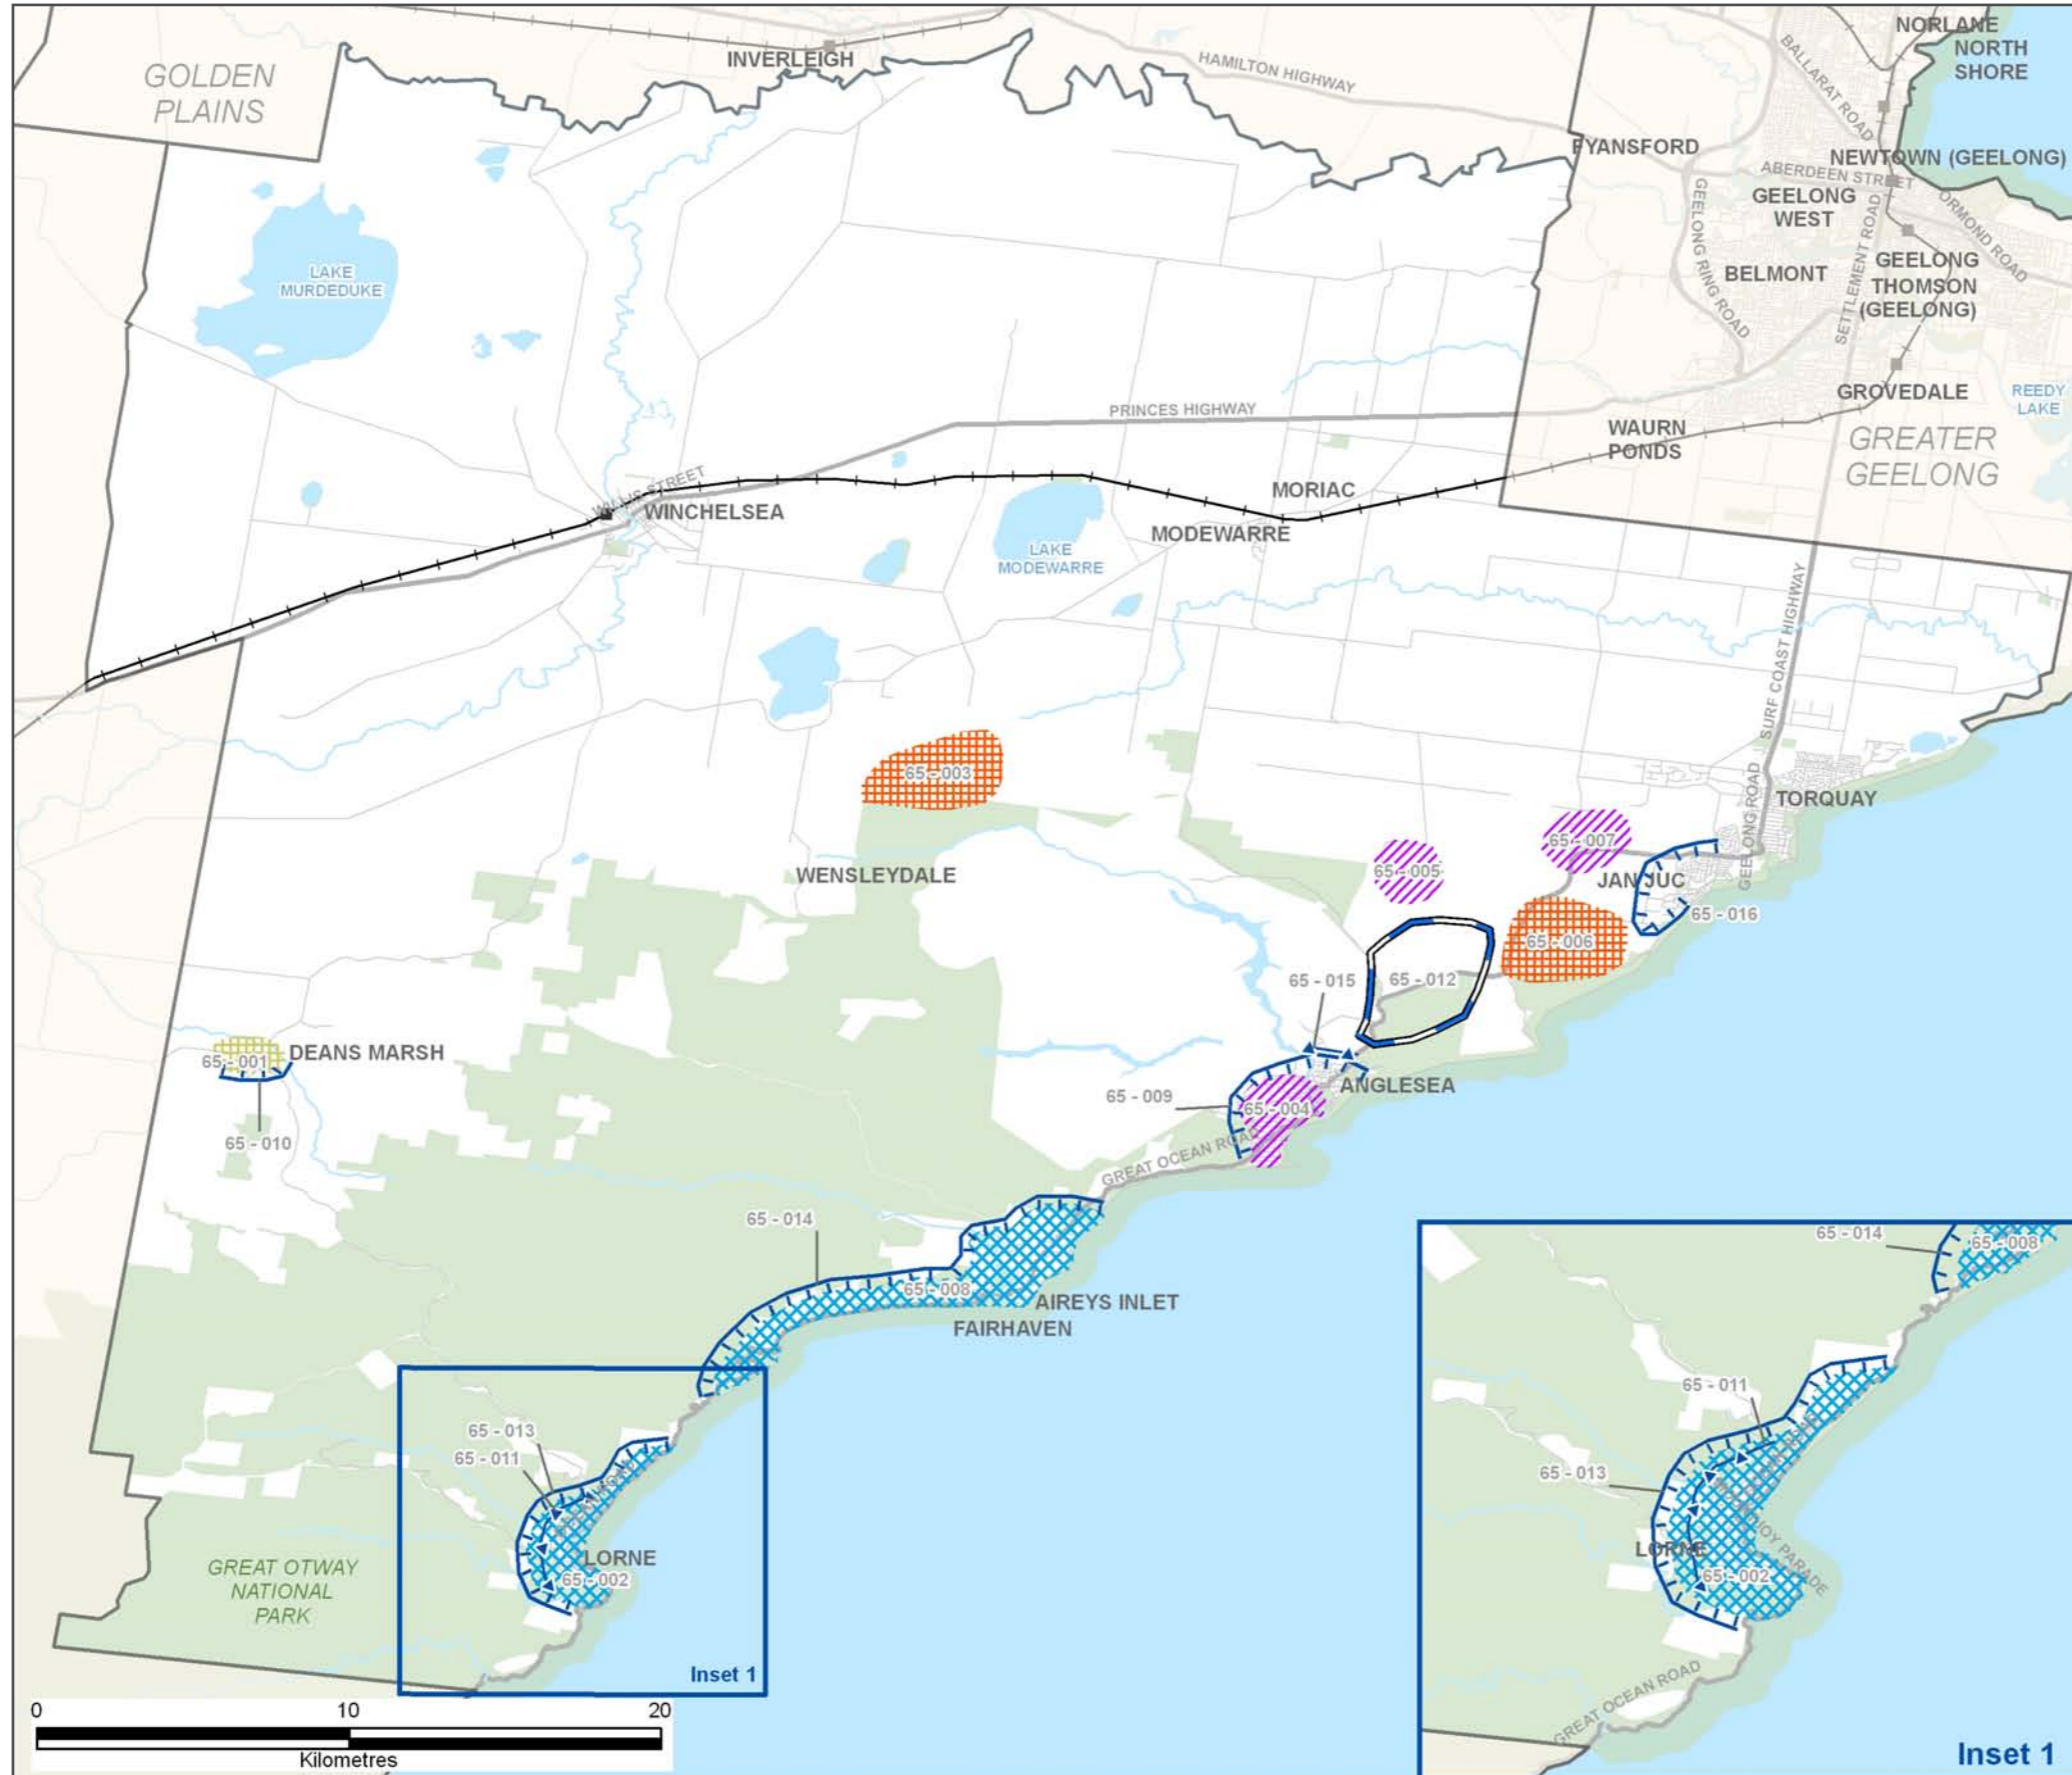 NORLANE
NORTH
SHORE
INVERLEIGH
GOLDEN
PLAINS
HAMILTON HIGHWAY
BALLARAT ROAD
FYANSFORD
NEWTOWN (GEELONG)
ABERDEEN STREET
GEELONG
WEST
ORMOND ROAD
GEELONG RING ROAD
SETTLEMENT ROAD
BELMONT
GEELONG
THOMSON
(GEELONG)
LAKE
MURDEDUKE
GROVEDALE
REEDY
LAKE
PRINCES HIGHWAY
WAURN
PONDS
GREATER
GEELONG
WILLIS STREET
WINCHELSEA
MORIAC
MODEWARRE
LAKE
MODEWARRE
SURF COAST HIGHWAY
65 - 003
TORQUAY
GEELONG ROAD
65 - 007
65 - 005
WENSLEYDALE
JAN JUC
65 - 016
65 - 006
65 - 015
65 - 012
DEANS MARSH
65 - 001
65 - 010
ANGLESEA
65 - 009
65 - 004
GREAT OCEAN ROAD
65 - 014
65 - 008
AIREYS INLET
FAIRHAVEN
65 - 013
65 - 011
LORNE
65 - 002
GREAT OTWAY
NATIONAL
PARK
Inset 1
0 10 20
Kilometres
65 - 014
65 - 008
65 - 011
65 - 013
LORNE
65 - 002
PARADE
GREAT OCEAN ROAD
Inset 1